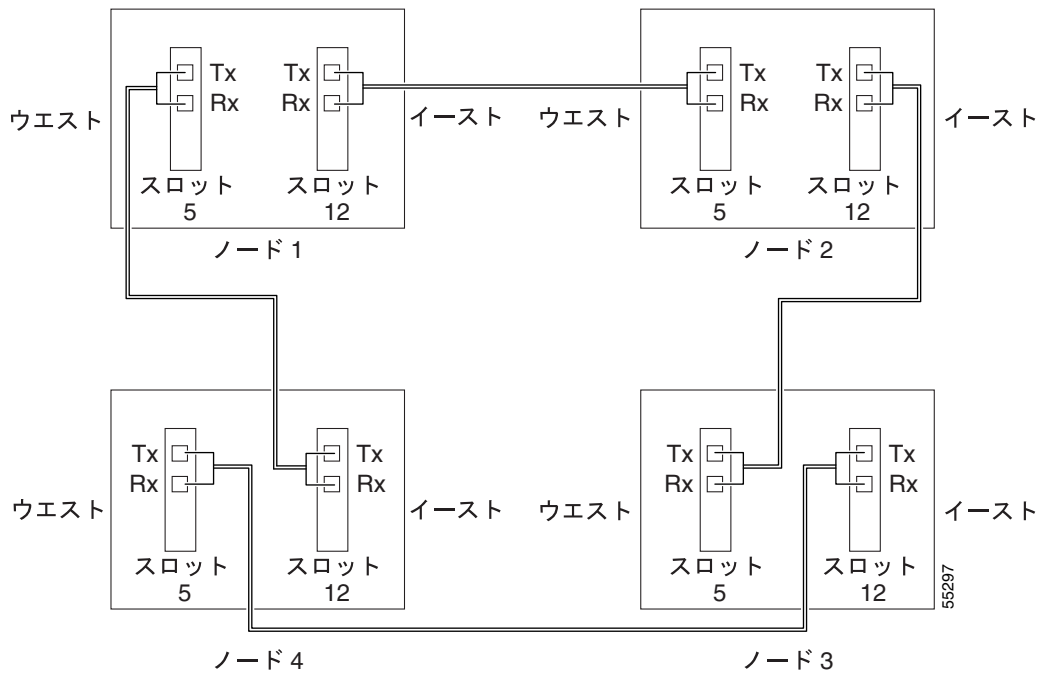 Tx
Rx
Tx
Rx
ウエスト
イースト
スロット
5
スロット
12
ノード 1
Tx
Rx
Tx
Rx
ウエスト
イースト
スロット
5
スロット
12
ノード 2
Tx
Rx
Tx
Rx
ウエスト
イースト
スロット
5
スロット
12
ノード 4
Tx
Rx
Tx
Rx
ウエスト
イースト
スロット
5
スロット
12
ノード 3
55297